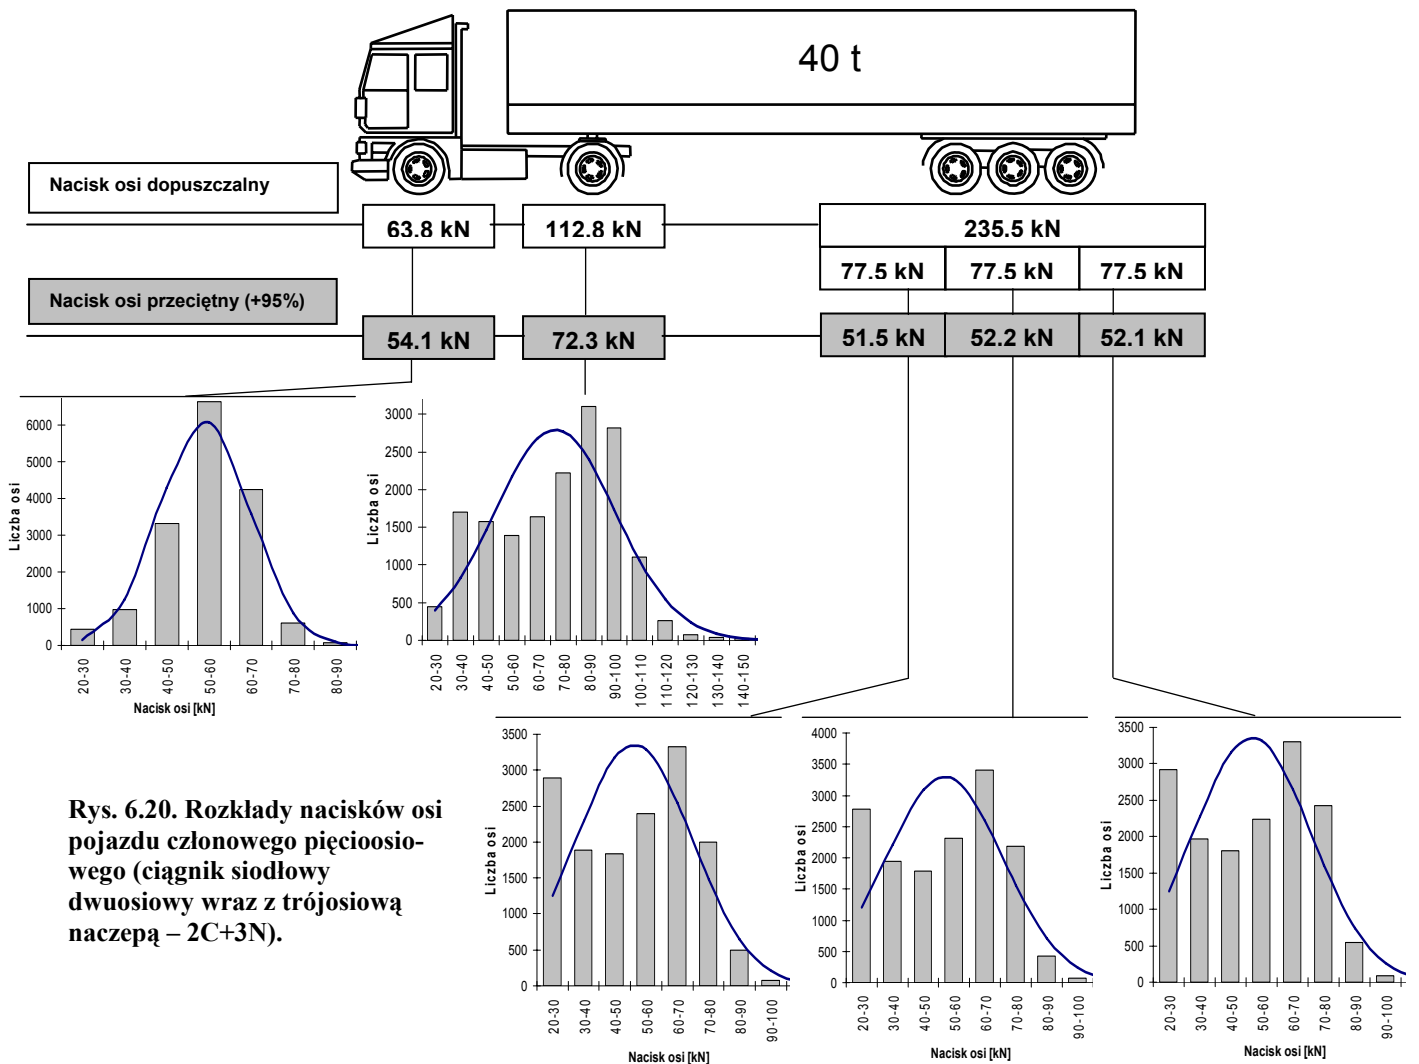 40 t
Nacisk osi dopuszczalny
63.8 kN 112.8 kN 235.5 kN
77.5 kN 77.5 kN 77.5 kN
Nacisk osi przeciętny (+95%)
54.1 kN 72.3 kN 51.5 kN 52.2 kN 52.1 kN
Liczba osi
6000
5000
4000
3000
2000
1000
0
20-30 30-40 40-50 50-60 60-70 70-80 80-90
Nacisk osi [kN]
Liczba osi
3000
2500
2000
1500
1000
500
0
20-30 30-40 40-50 50-60 60-70 70-80 80-90 90-100 100-110 110-120 120-130 130-140 140-150
Rys. 6.20. Rozkłady nacisków osi
pojazdu członowego pięcioosio-
wego (ciągnik siodłowy
dwuosiowy wraz z trójosiową
naczepą – 2C+3N).
Liczba osi
3500
3000
2500
2000
1500
1000
500
0
20-30 30-40 40-50 50-60 60-70 70-80 80-90 90-100
Nacisk osi [kN]
Liczba osi
4000
3500
3000
2500
2000
1500
1000
500
0
20-30 30-40 40-50 50-60 60-70 70-80 80-90 90-100
Nacisk osi [kN]
Liczba osi
3500
3000
2500
2000
1500
1000
500
0
20-30 30-40 40-50 50-60 60-70 70-80 80-90 90-100
Nacisk osi [kN]